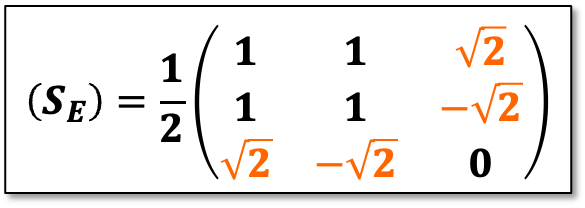 (S_E) = 1/2 ( 1 1 √2
1 1 −√2
√2 −√2 0 )